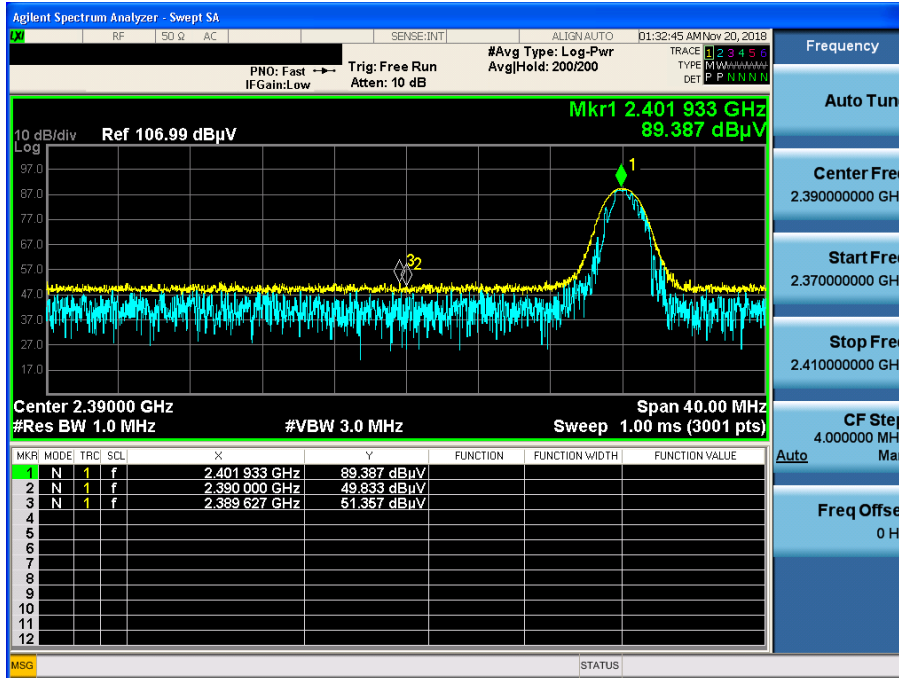 Agilent Spectrum Analyzer - Swept SA
LXI RF 50 Ω AC SENSE:INT ALIGN AUTO 01:32:45 AM Nov 20, 2018
PNO: Fast Trig: Free Run #Avg Type: Log-Pwr TRACE 1 2 3 4 5 6
IFGain:Low Atten: 10 dB Avg|Hold: 200/200 TYPE M W W W W W
DET P P N N N N
Mkr1 2.401 933 GHz
89.387 dBµV
10 dB/div Ref 106.99 dBµV
Log
97.0
87.0
77.0
67.0
57.0
47.0
37.0
27.0
17.0
1
3 2
Center 2.39000 GHz Span 40.00 MHz
#Res BW 1.0 MHz #VBW 3.0 MHz Sweep 1.00 ms (3001 pts)
MKR MODE TRC SCL X Y FUNCTION FUNCTION WIDTH FUNCTION VALUE
1 N 1 f 2.401 933 GHz 89.387 dBµV
2 N 1 f 2.390 000 GHz 49.833 dBµV
3 N 1 f 2.389 627 GHz 51.357 dBµV
4
5
6
7
8
9
10
11
12
MSG STATUS
Frequency
Auto Tun
Center Fre
2.390000000 GH
Start Fre
2.370000000 GH
Stop Fre
2.410000000 GH
CF Step
4.000000 MH
Auto Ma
Freq Offse
0 H